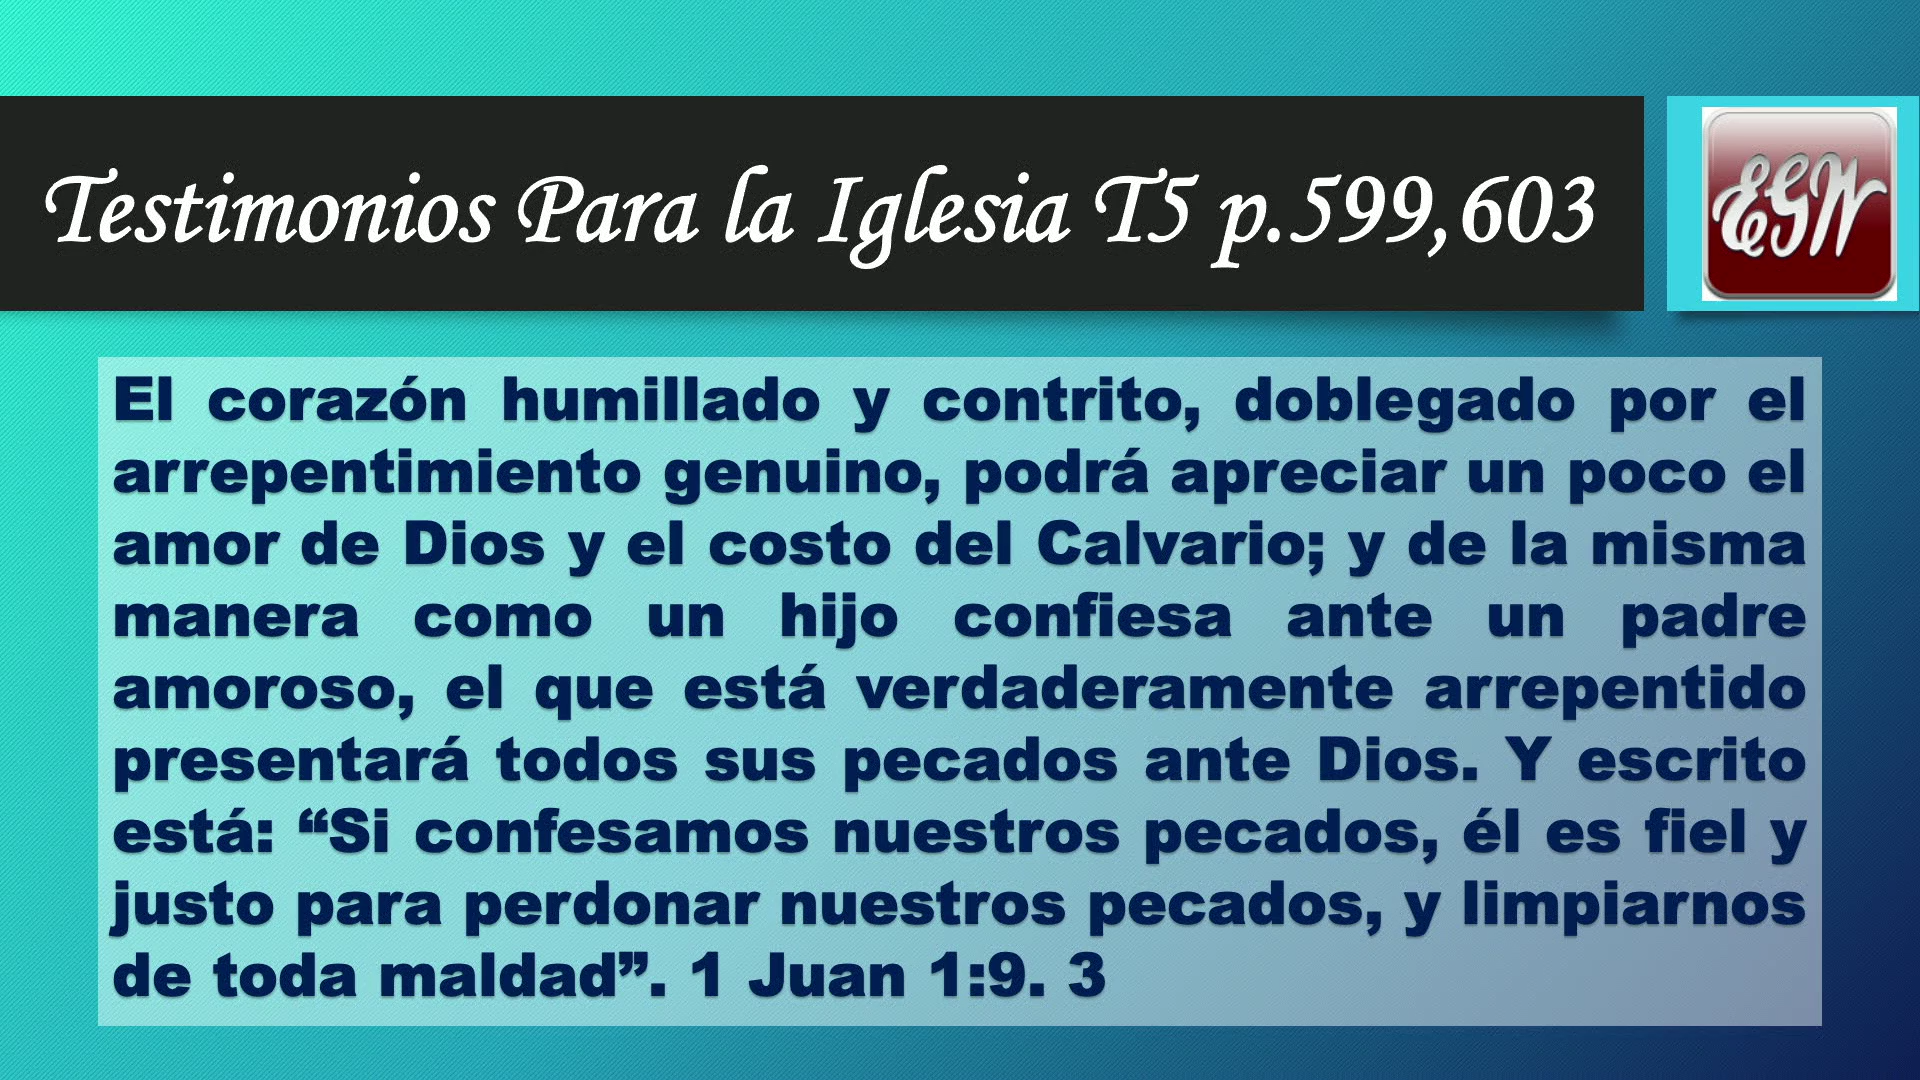 Testimonios Para la Iglesia T5 p.599,603
EGW
El corazón humillado y contrito, doblegado por el
arrepentimiento genuino, podrá apreciar un poco el
amor de Dios y el costo del Calvario; y de la misma
manera como un hijo confiesa ante un padre
amoroso, el que está verdaderamente arrepentido
presentará todos sus pecados ante Dios. Y escrito
está: “Si confesamos nuestros pecados, él es fiel y
justo para perdonar nuestros pecados, y limpiarnos
de toda maldad”. 1 Juan 1:9. 3